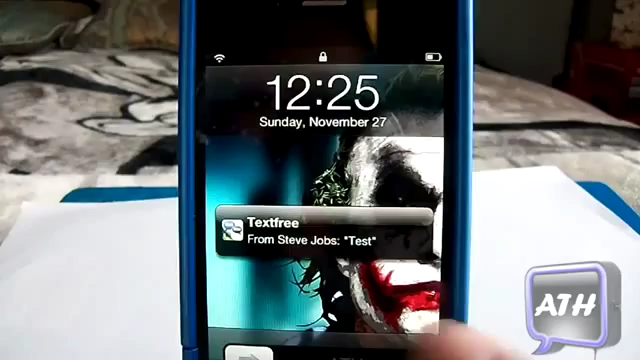 12:25
Sunday, November 27
Textfree
From Steve Jobs: "Test"
ATH